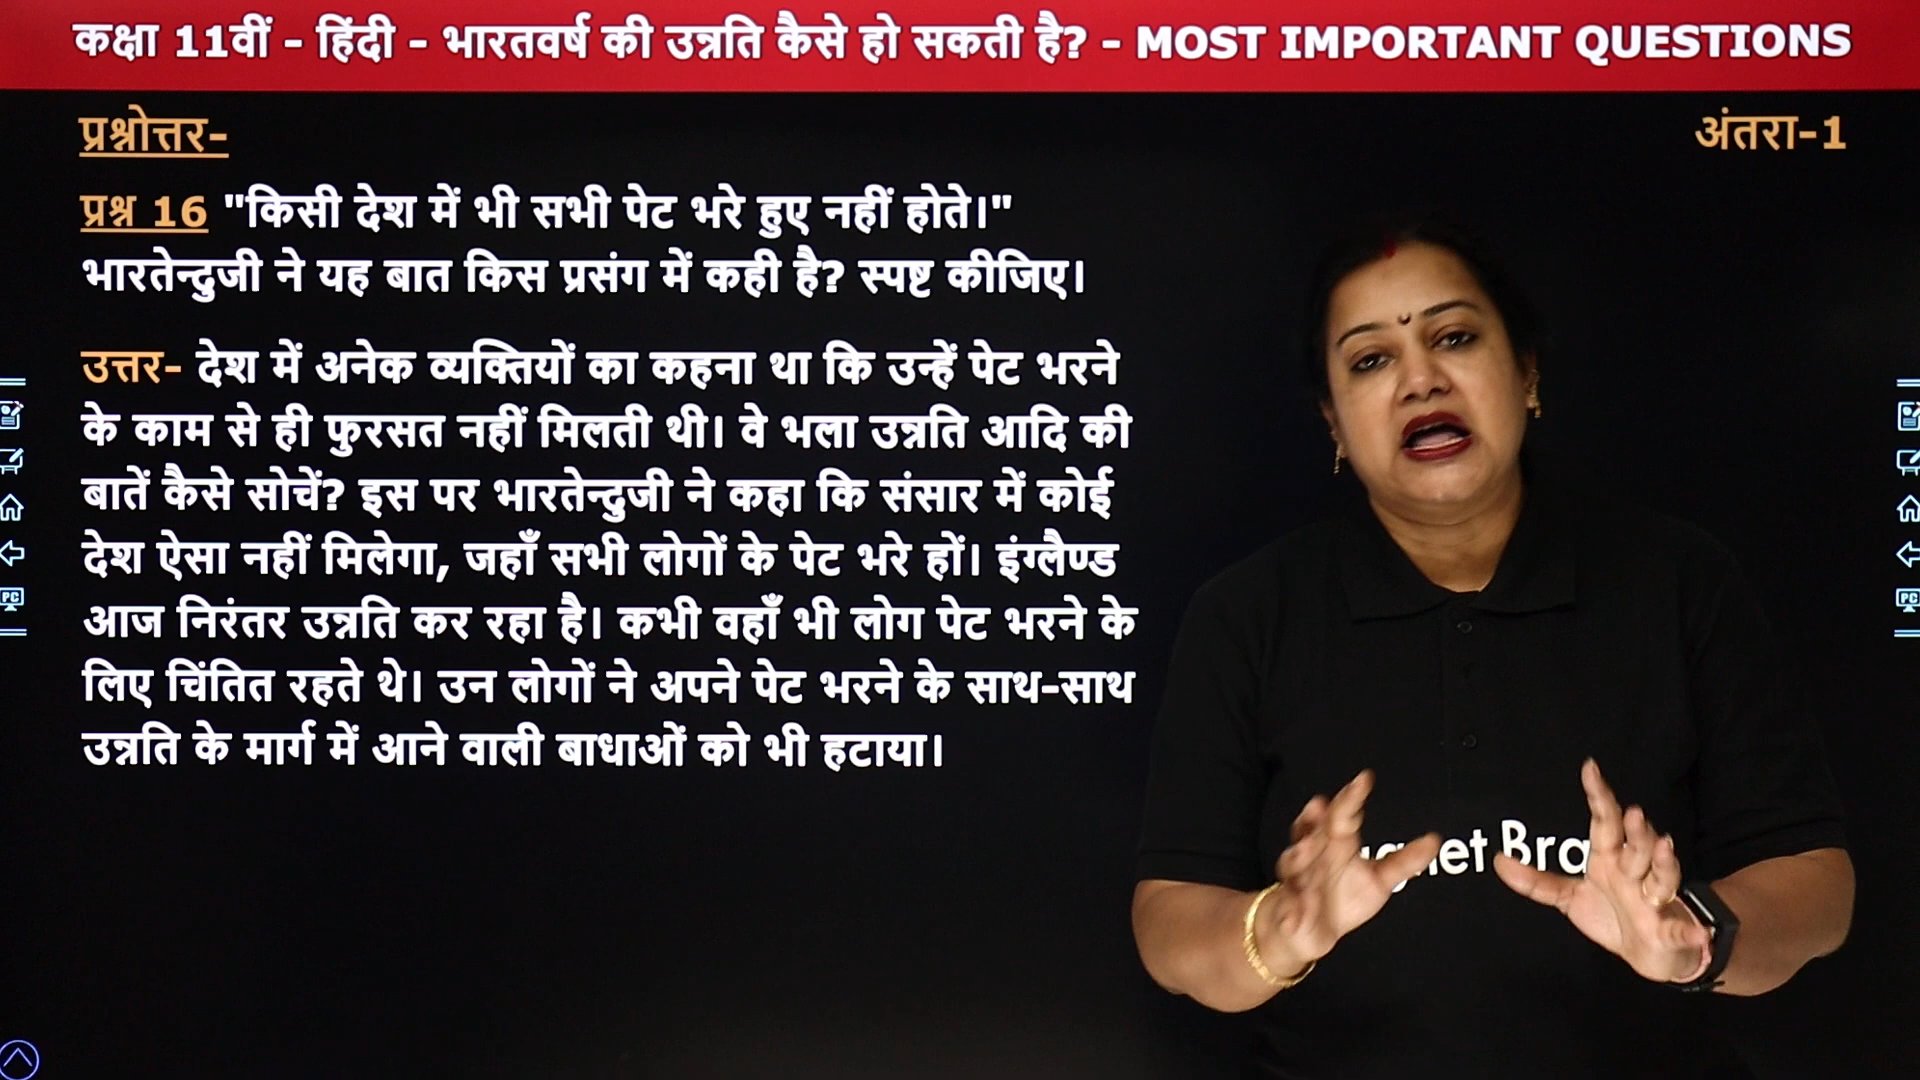 कक्षा 11वीं - हिंदी - भारतवर्ष की उन्नति कैसे हो सकती है? - MOST IMPORTANT QUESTIONS
प्रश्नोत्तर-
अंतरा-1
प्रश्न 16 "किसी देश में भी सभी पेट भरे हुए नहीं होते।"
भारतेन्दुजी ने यह बात किस प्रसंग में कही है? स्पष्ट कीजिए।
उत्तर- देश में अनेक व्यक्तियों का कहना था कि उन्हें पेट भरने
के काम से ही फुरसत नहीं मिलती थी। वे भला उन्नति आदि की
बातें कैसे सोचें? इस पर भारतेन्दुजी ने कहा कि संसार में कोई
देश ऐसा नहीं मिलेगा, जहाँ सभी लोगों के पेट भरे हों। इंग्लैण्ड
आज निरंतर उन्नति कर रहा है। कभी वहाँ भी लोग पेट भरने के
लिए चिंतित रहते थे। उन लोगों ने अपने पेट भरने के साथ-साथ
उन्नति के मार्ग में आने वाली बाधाओं को भी हटाया।
PC
PC